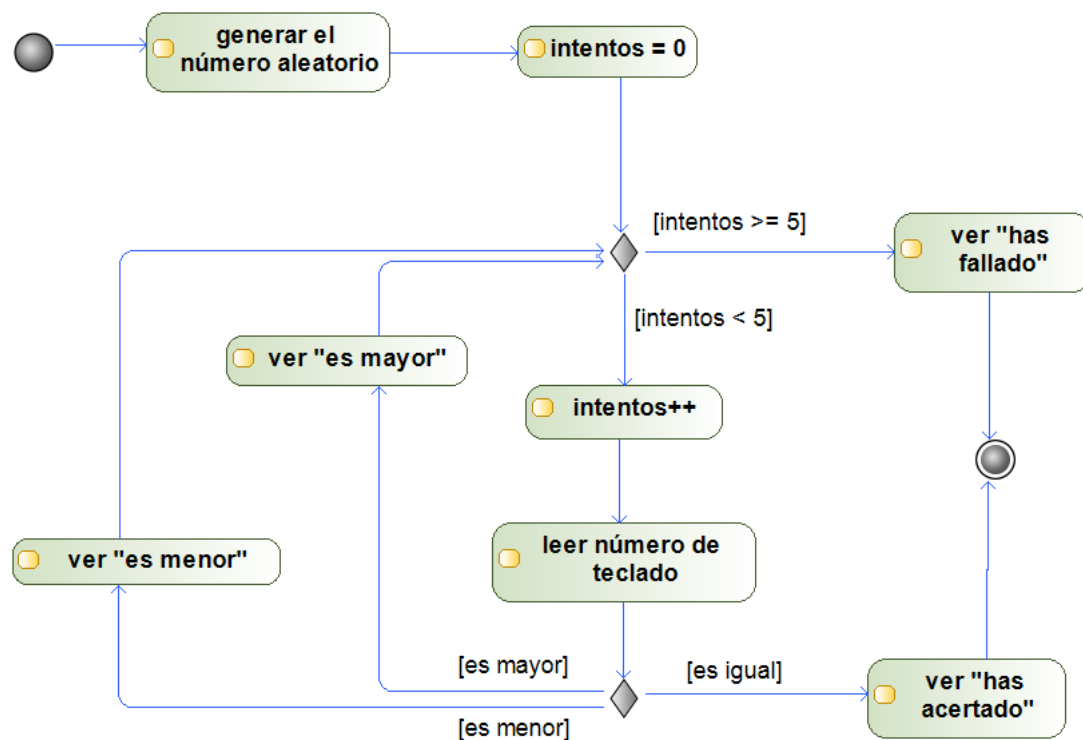 generar el
número aleatorio
intentos = 0
[intentos >= 5]
ver "has
fallado"
[intentos < 5]
ver "es mayor"
intentos++
leer número de
teclado
ver "es menor"
[es mayor]
[es igual]
ver "has
acertado"
[es menor]